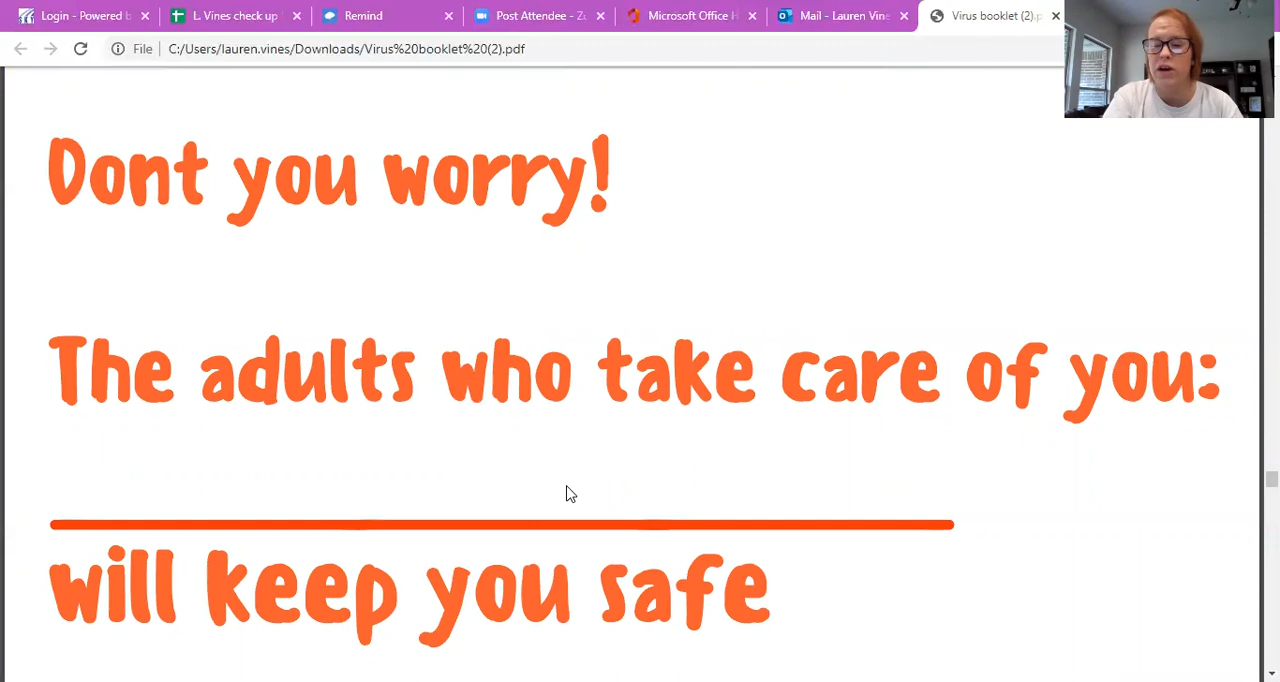 Login - Powered b
L. Vines check up
Remind
Post Attendee - Zo
Microsoft Office H
Mail - Lauren Vine
Virus booklet (2).pdf
File
C:/Users/lauren.vines/Downloads/Virus%20booklet%20(2).pdf
Dont you worry!
The adults who take care of you:
will keep you safe